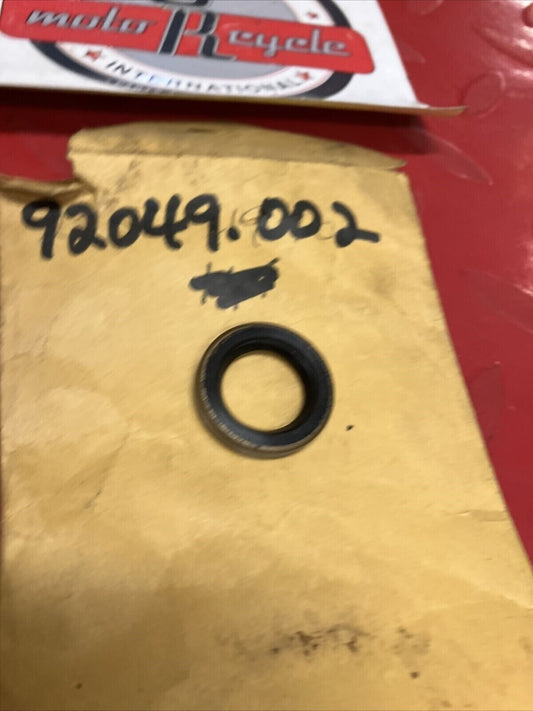 moto Rcycle
INTERNATIONAL
92049.002